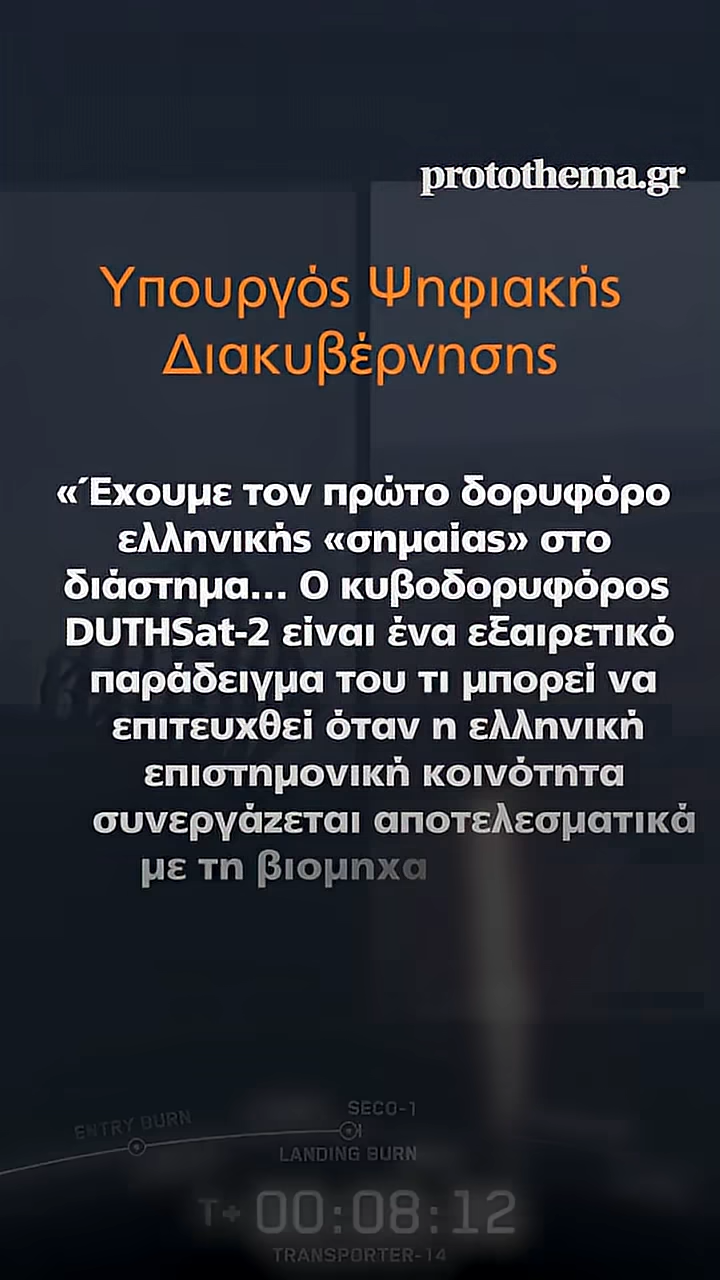 protothema.gr
Υπουργός Ψηφιακής
Διακυβέρνησης
«Έχουμε τον πρώτο δορυφόρο
ελληνικής «σημαίας» στο
διάστημα... Ο κυβοδορυφόρος
DUTHSat-2 είναι ένα εξαιρετικό
παράδειγμα του τι μπορεί να
επιτευχθεί όταν η ελληνική
επιστημονική κοινότητα
συνεργάζεται αποτελεσματικά
με τη βιομηχα
ENTRY BURN
SECO-1
LANDING BURN
T+ 00:08:12
TRANSPORTER-14